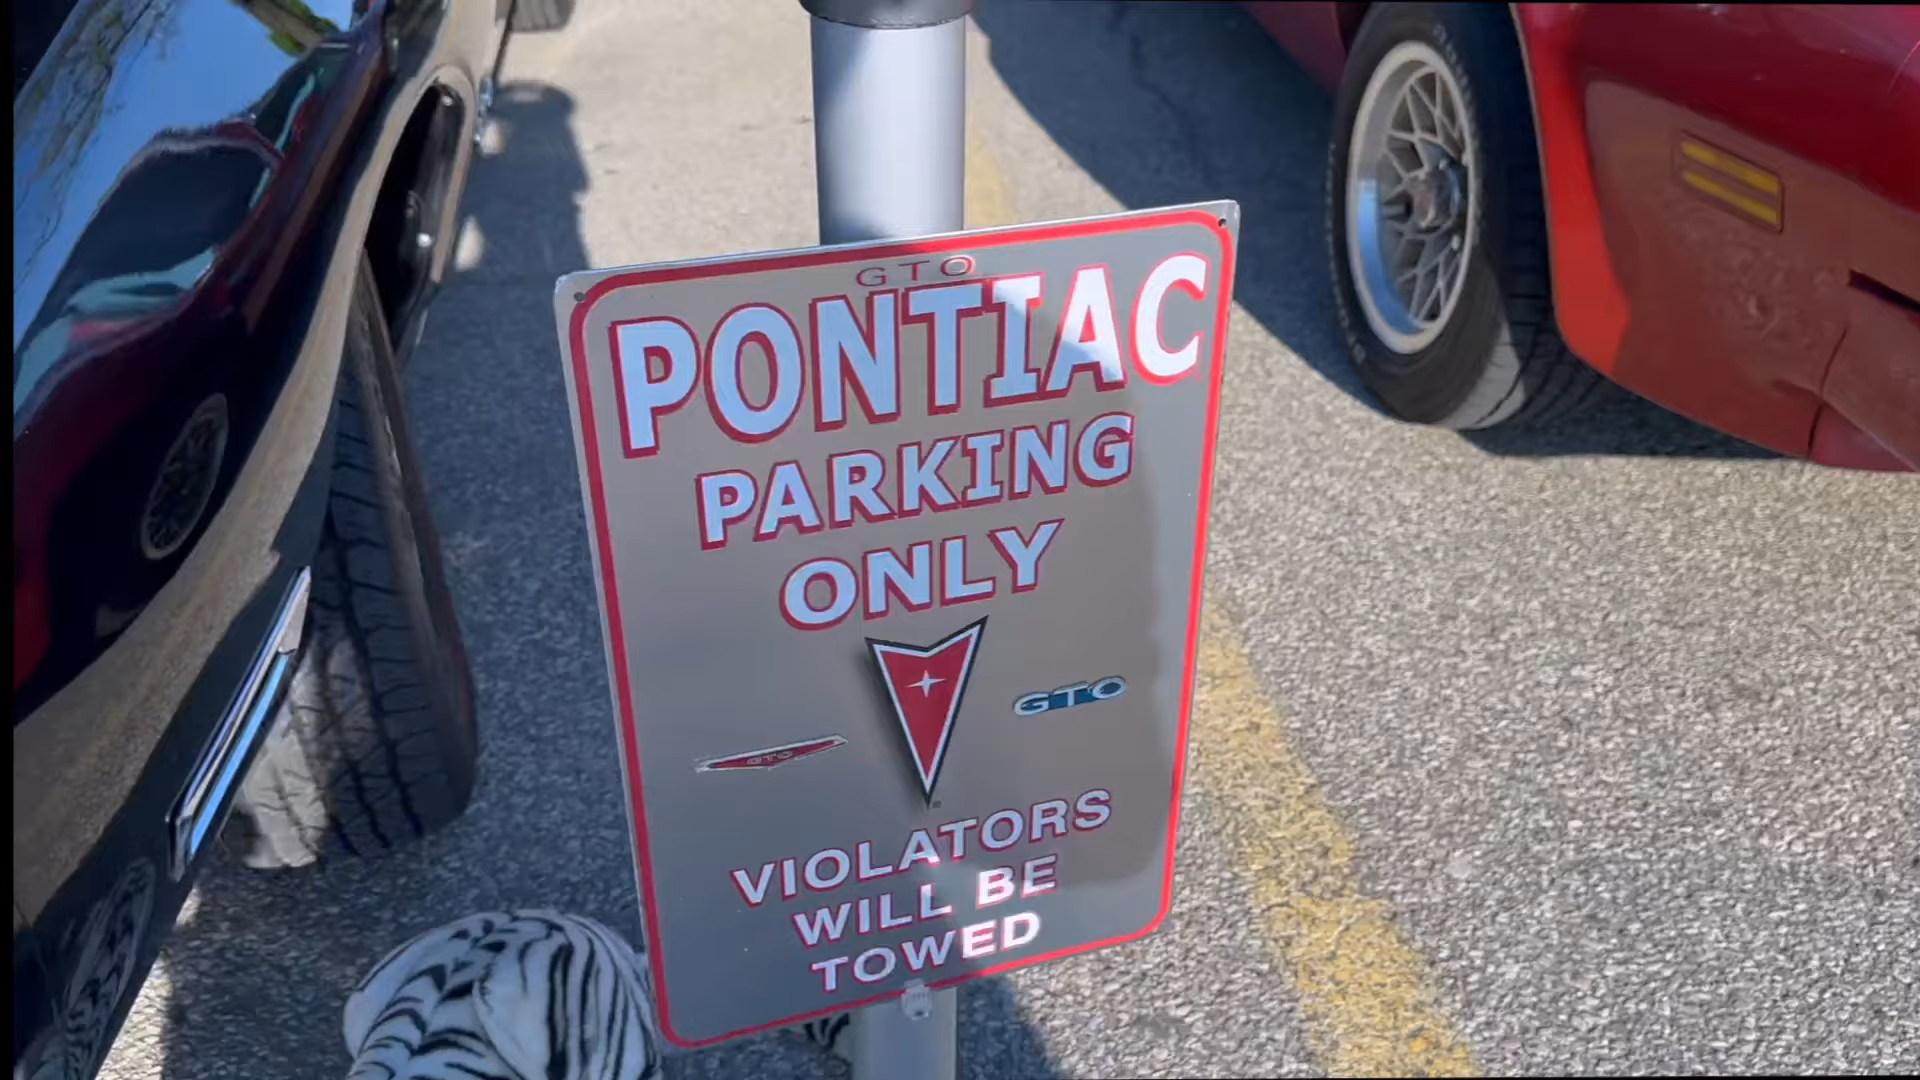 GTO
PONTIAC
PARKING
ONLY
GTO
GTO
VIOLATORS
WILL BE
TOWED